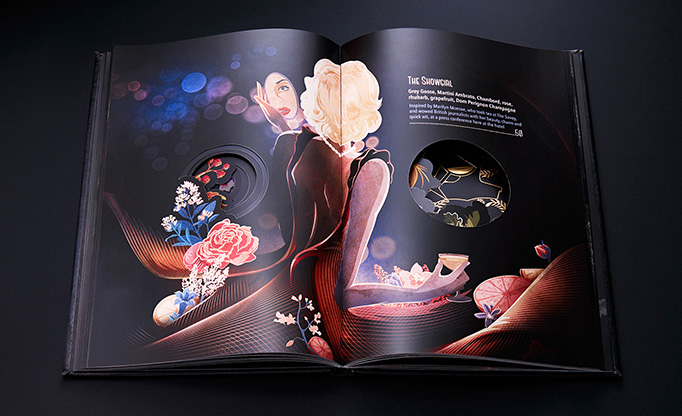 The Showgirl
Grey Goose, Martini Ambrato, Chambord, rose,
rhubarb, grapefruit, Dom Perignon Champagne
Inspired by Marilyn Monroe, who took tea at The Savoy,
and wowed British journalists with her beauty, charm and
quick wit, at a press conference here at the hotel!
50